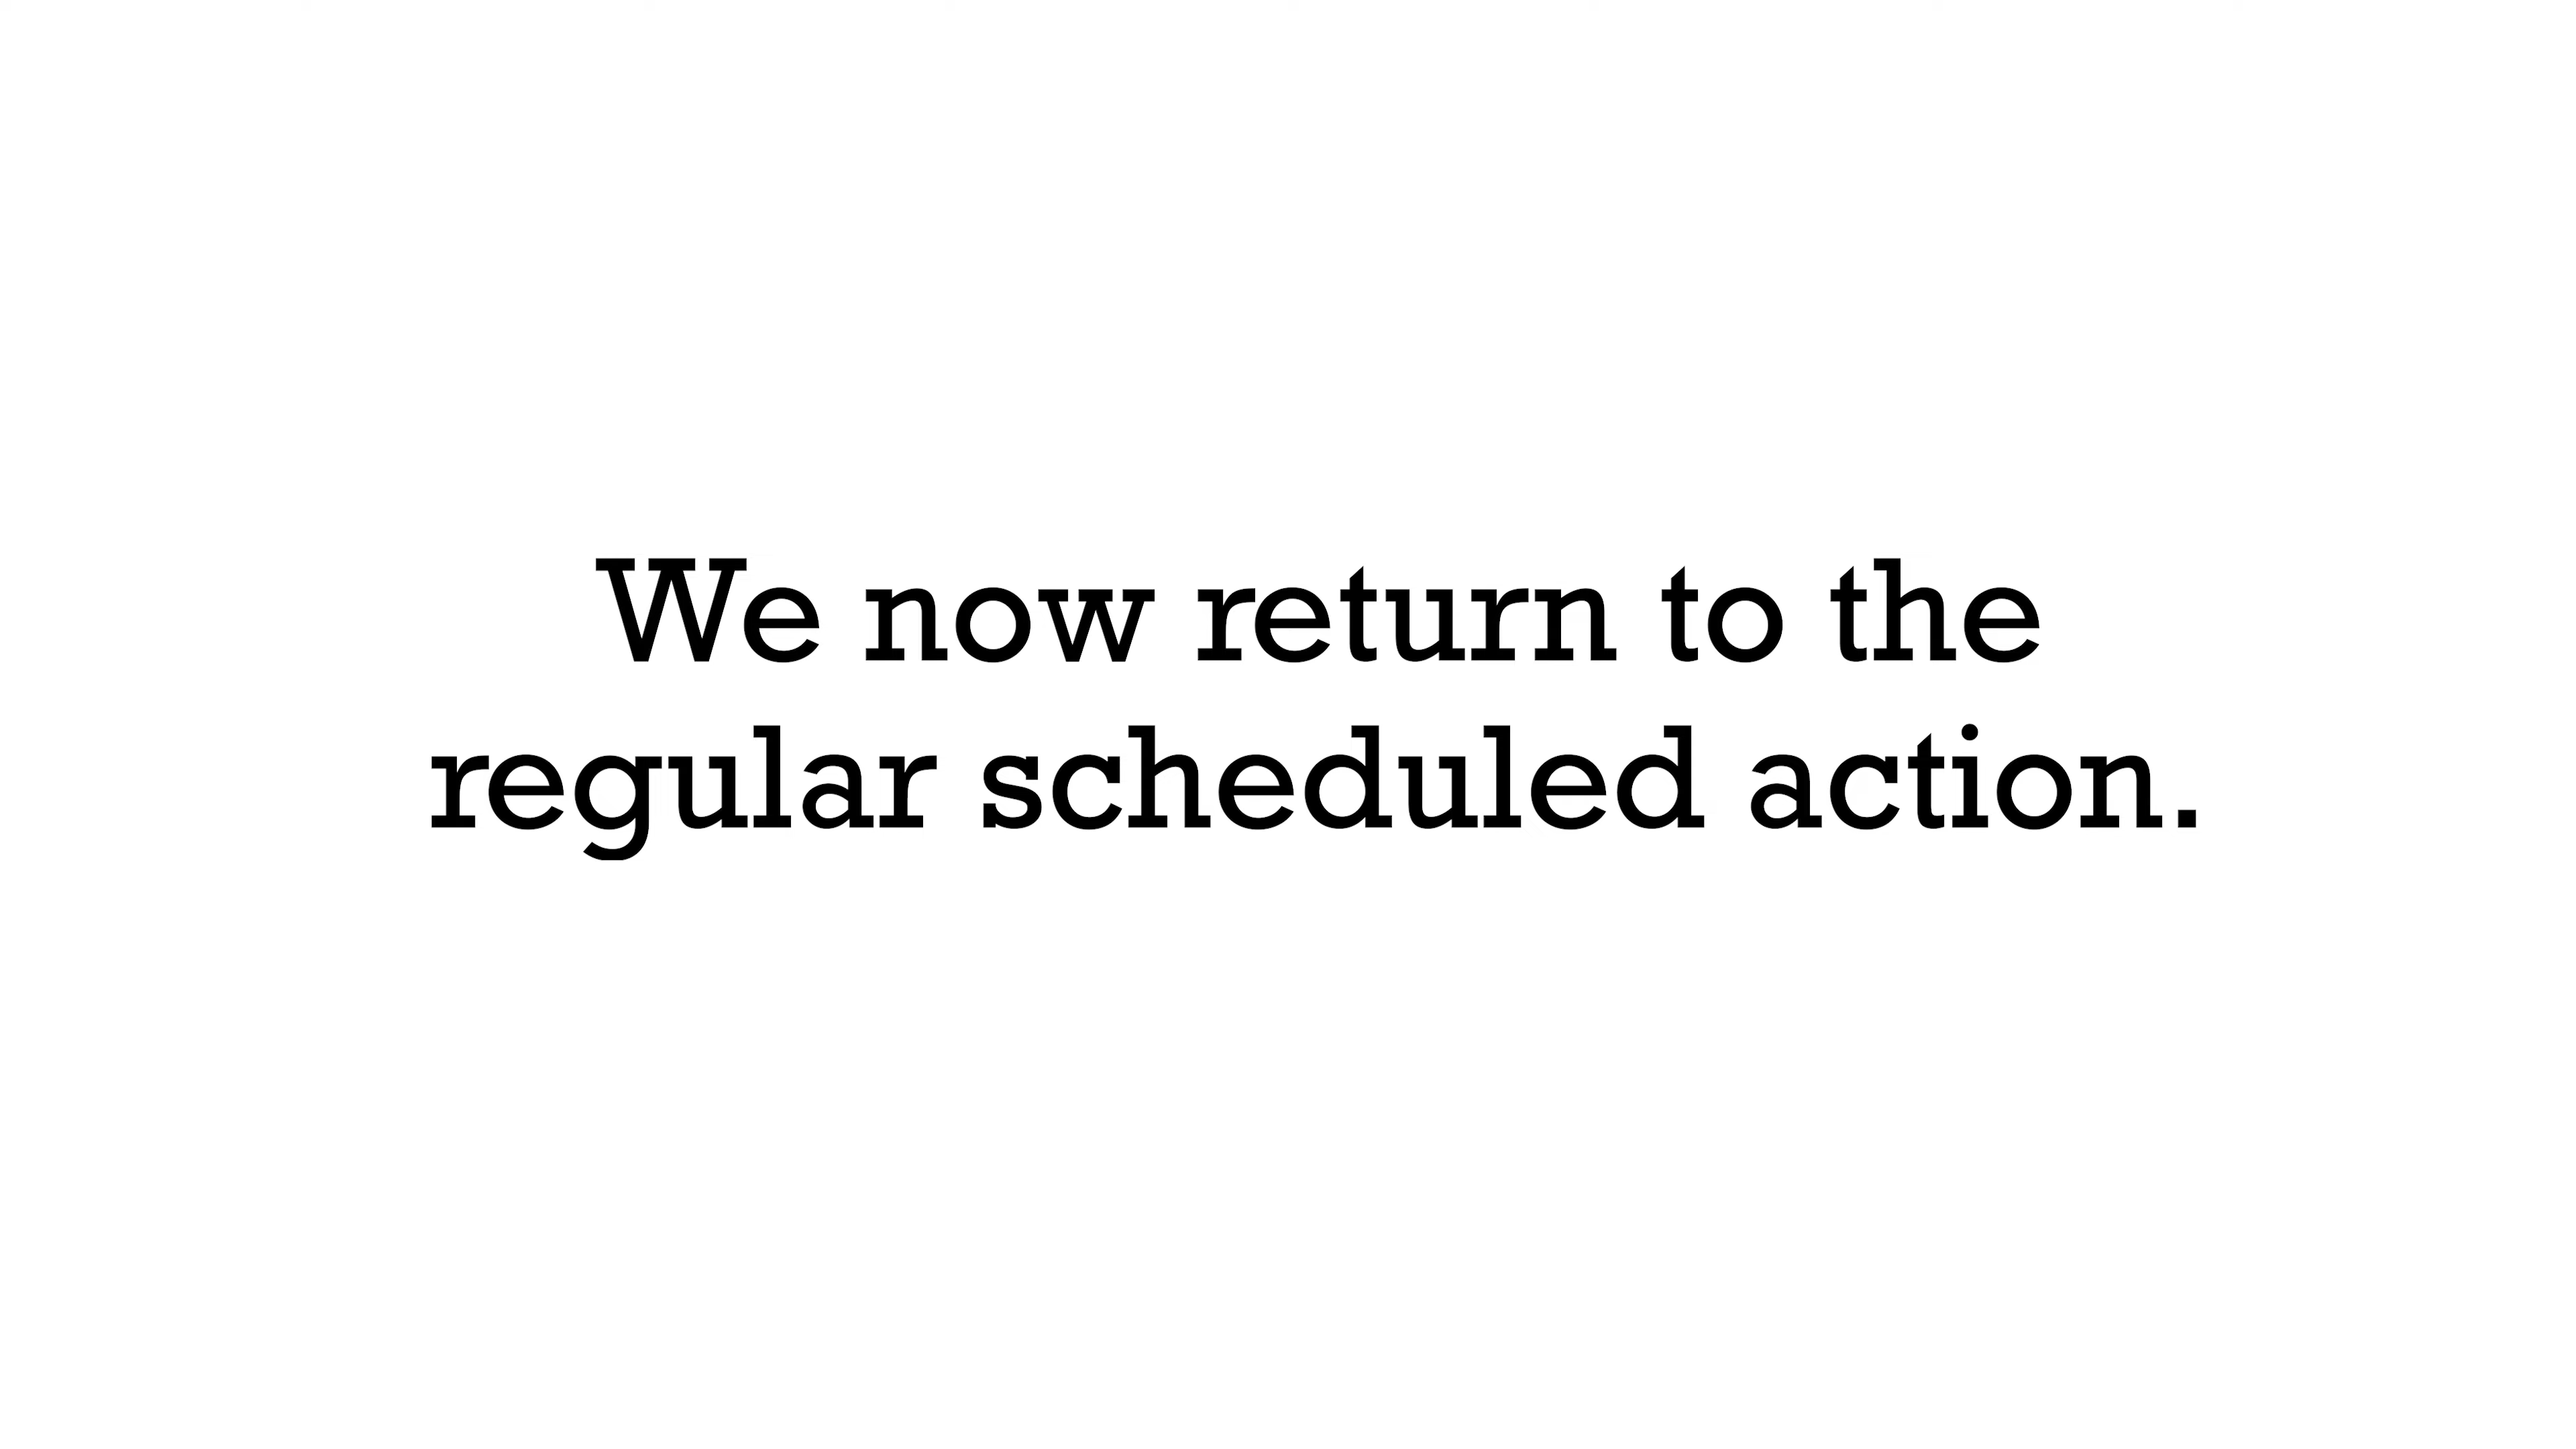 We now return to the
regular scheduled action.